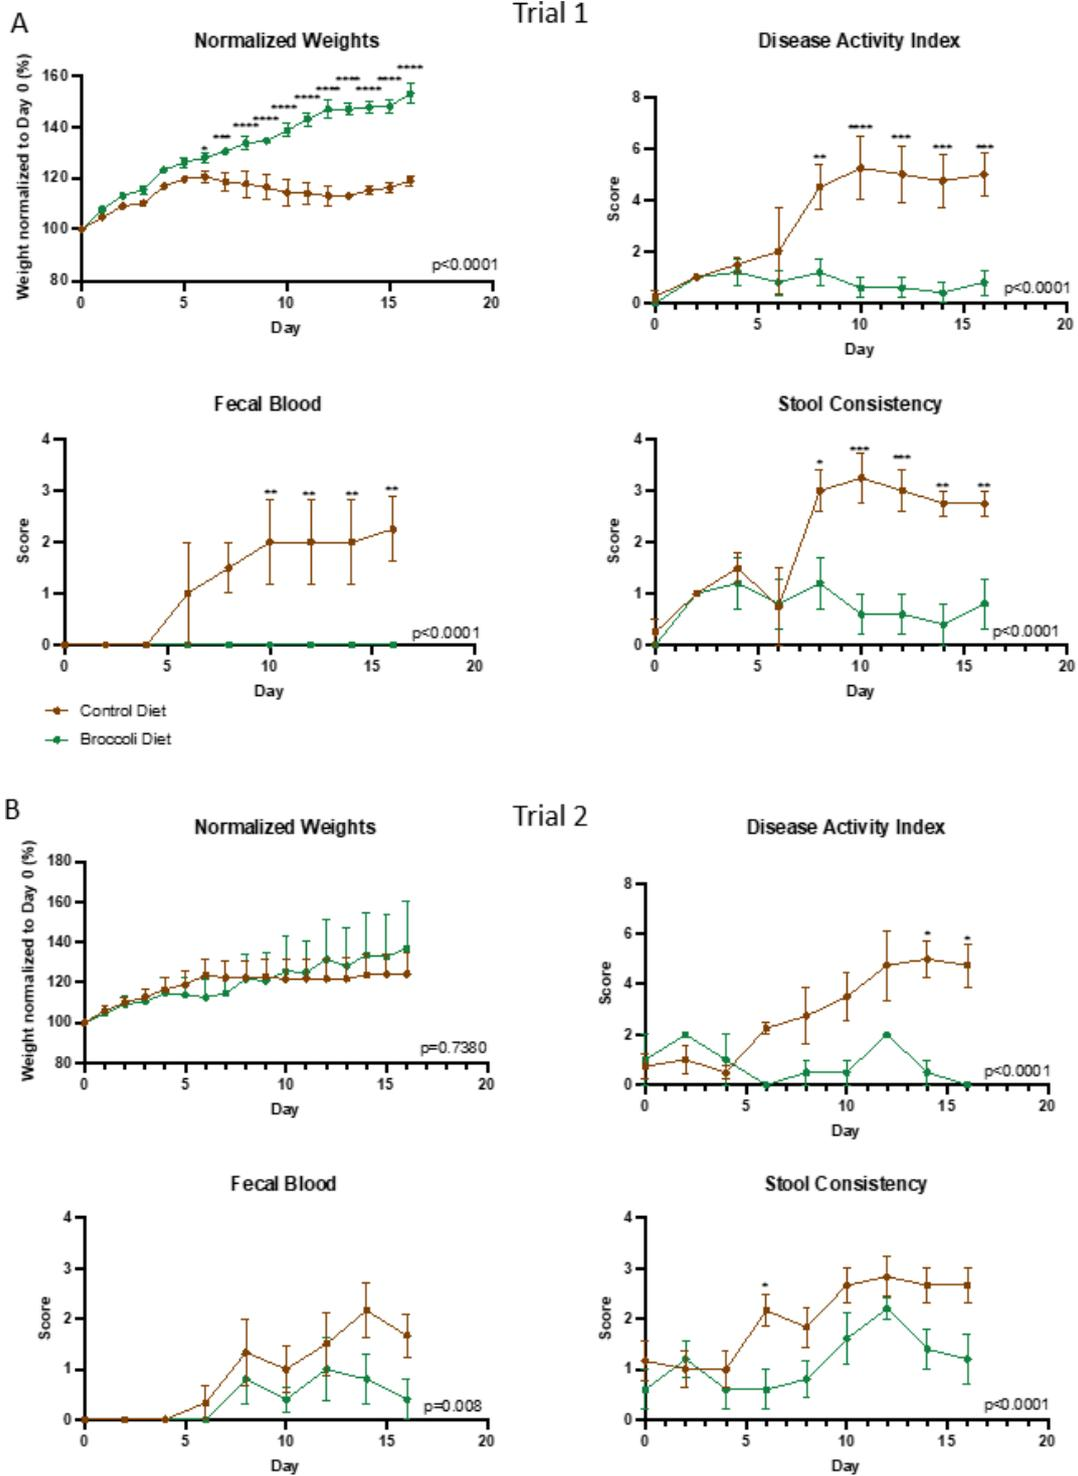 A
Trial 1
Normalized Weights
Weight normalized to Day 0 (%)
160
140
120
100
80
0 5 10 15 20
Day
* *** **** **** **** **** **** **** **** **** ****
p<0.0001
Disease Activity Index
Score
8
6
4
2
0
0 5 10 15 20
Day
** **** *** *** ***
p<0.0001
Fecal Blood
Score
4
3
2
1
0
0 5 10 15 20
Day
** ** ** **
p<0.0001
Stool Consistency
Score
4
3
2
1
0
0 5 10 15 20
Day
* *** *** ** **
p<0.0001
Control Diet
Broccoli Diet
B
Trial 2
Normalized Weights
Weight normalized to Day 0 (%)
180
160
140
120
100
80
0 5 10 15 20
Day
p=0.7380
Disease Activity Index
Score
8
6
4
2
0
0 5 10 15 20
Day
* *
p<0.0001
Fecal Blood
Score
4
3
2
1
0
0 5 10 15 20
Day
p=0.008
Stool Consistency
Score
4
3
2
1
0
0 5 10 15 20
Day
*
p<0.0001